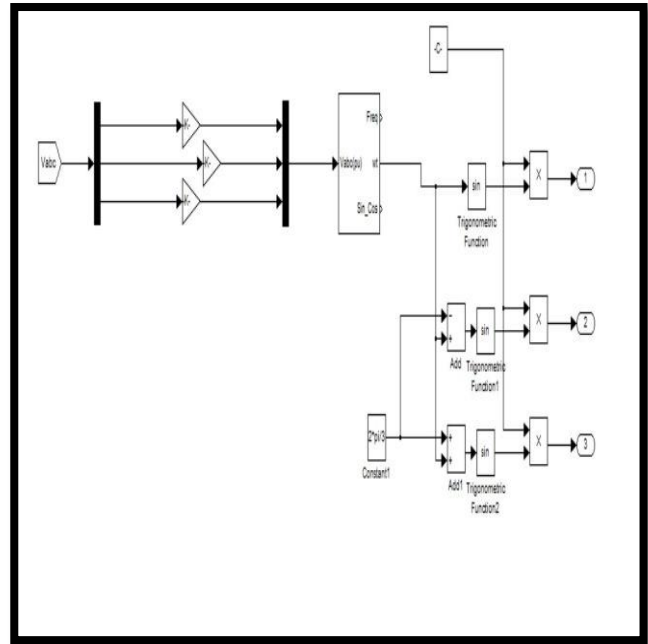 -C-
Freq
K-
Vabc
K-
Vabc(pu)
wt
K-
Sin_Cos
sin
X
1
Trigonometric
Function
-
+
sin
X
2
Add
Trigonometric
Function1
2*pi/3
+
+
sin
X
3
Constant1
Add1
Trigonometric
Function2